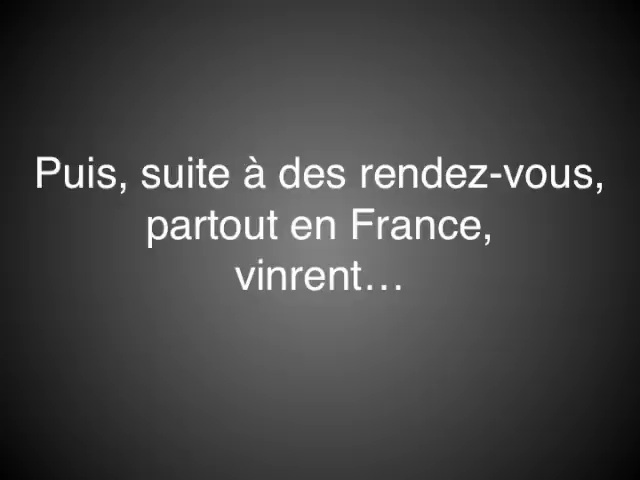 Puis, suite à des rendez-vous,
partout en France,
vinrent…